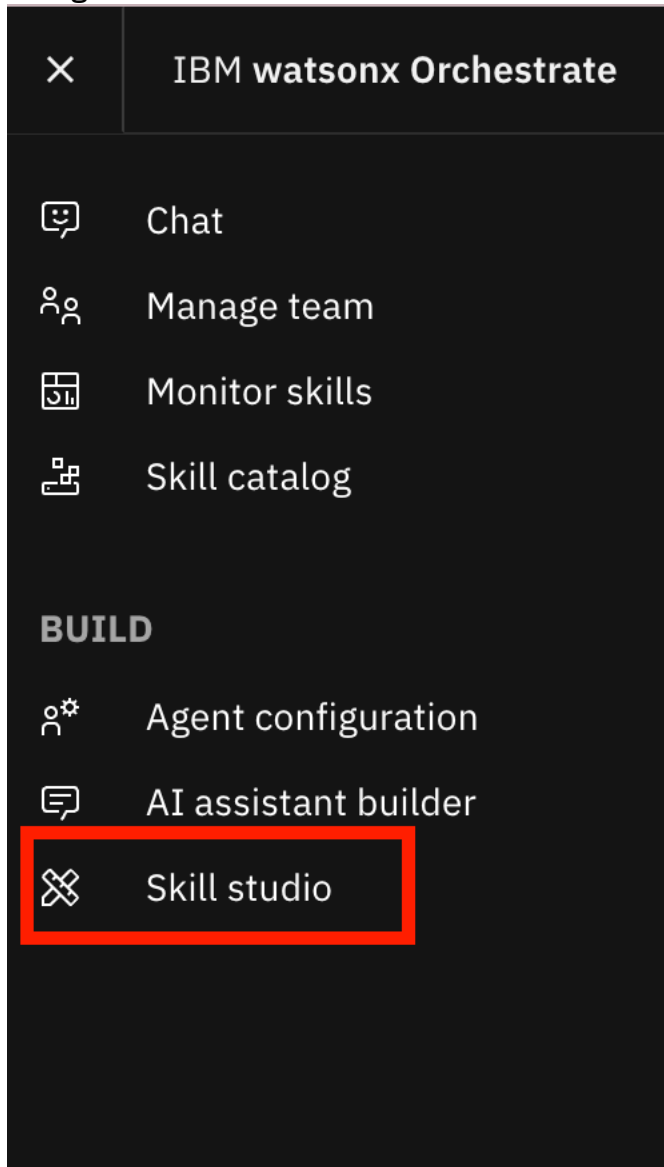 IBM watsonx Orchestrate
Chat
Manage team
Monitor skills
Skill catalog
BUILD
Agent configuration
AI assistant builder
Skill studio